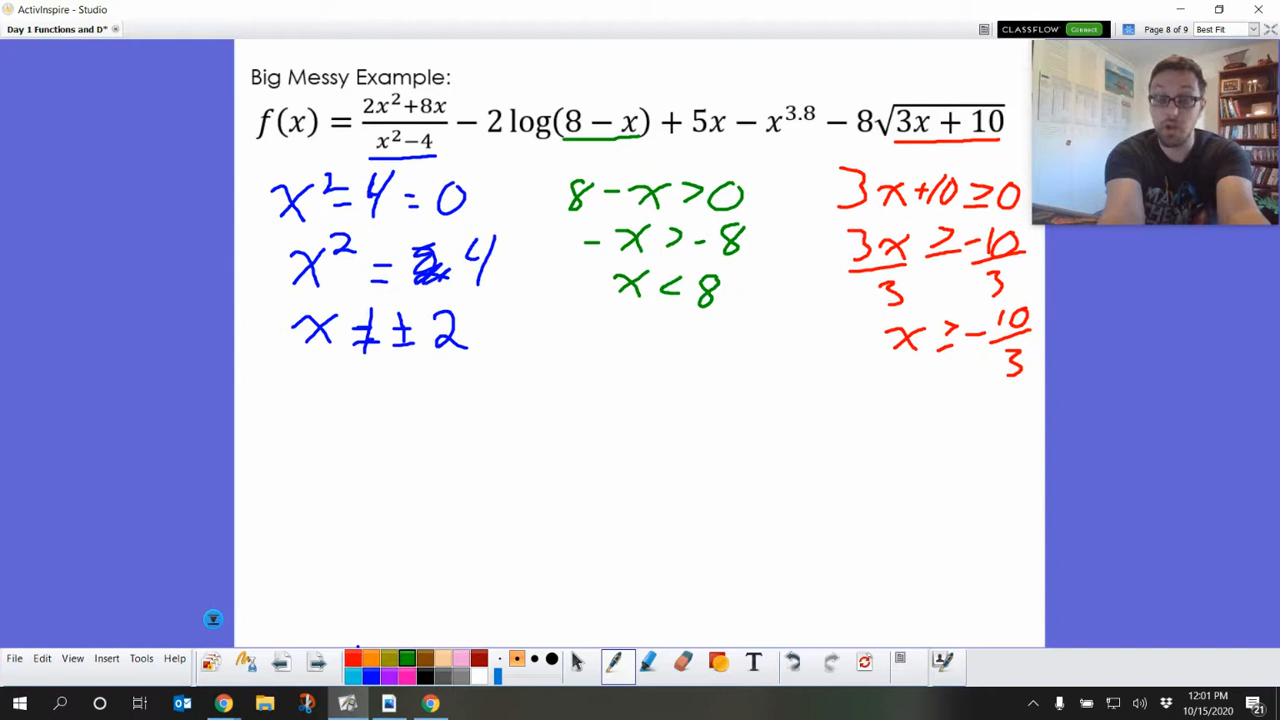 ActivInspire - Studio
Day 1 Functions and D*
CLASSFLOW Connect
Page 8 of 9
Best Fit
Big Messy Example:
f(x) = (2x²+8x)/(x²−4) − 2 log(8 − x) + 5x − x^3.8 − 8√(3x + 10)
x² - 4 = 0
x² = 4
x ≠ ± 2
8 - x > 0
- x > - 8
x < 8
3x + 10 ≥ 0
3x/3 ≥ -10/3
x ≥ - 10/3
File Edit View Insert Tools Help
12:01 PM
10/15/2020
21